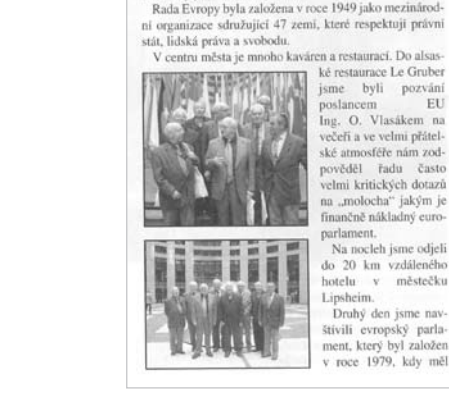 Rada Evropy byla založena v roce 1949 jako mezinárod-
ní organizace sdružující 47 zemí, které respektují právní
stát, lidská práva a svobodu.
V centru města je mnoho kaváren a restaurací. Do alsas-
ké restaurace Le Gruber
jsme byli pozváni
poslancem EU
Ing. O. Vlasákem na
večeři a ve velmi přátel-
ské atmosféře nám zod-
pověděl řadu často
velmi kritických dotazů
na „molocha" jakým je
finančně nákladný euro-
parlament.
Na nocleh jsme odjeli
do 20 km vzdáleného
hotelu v městečku
Lipsheim.
Druhý den jsme nav-
štívili evropský parla-
ment, který byl založen
v roce 1979, kdy měl